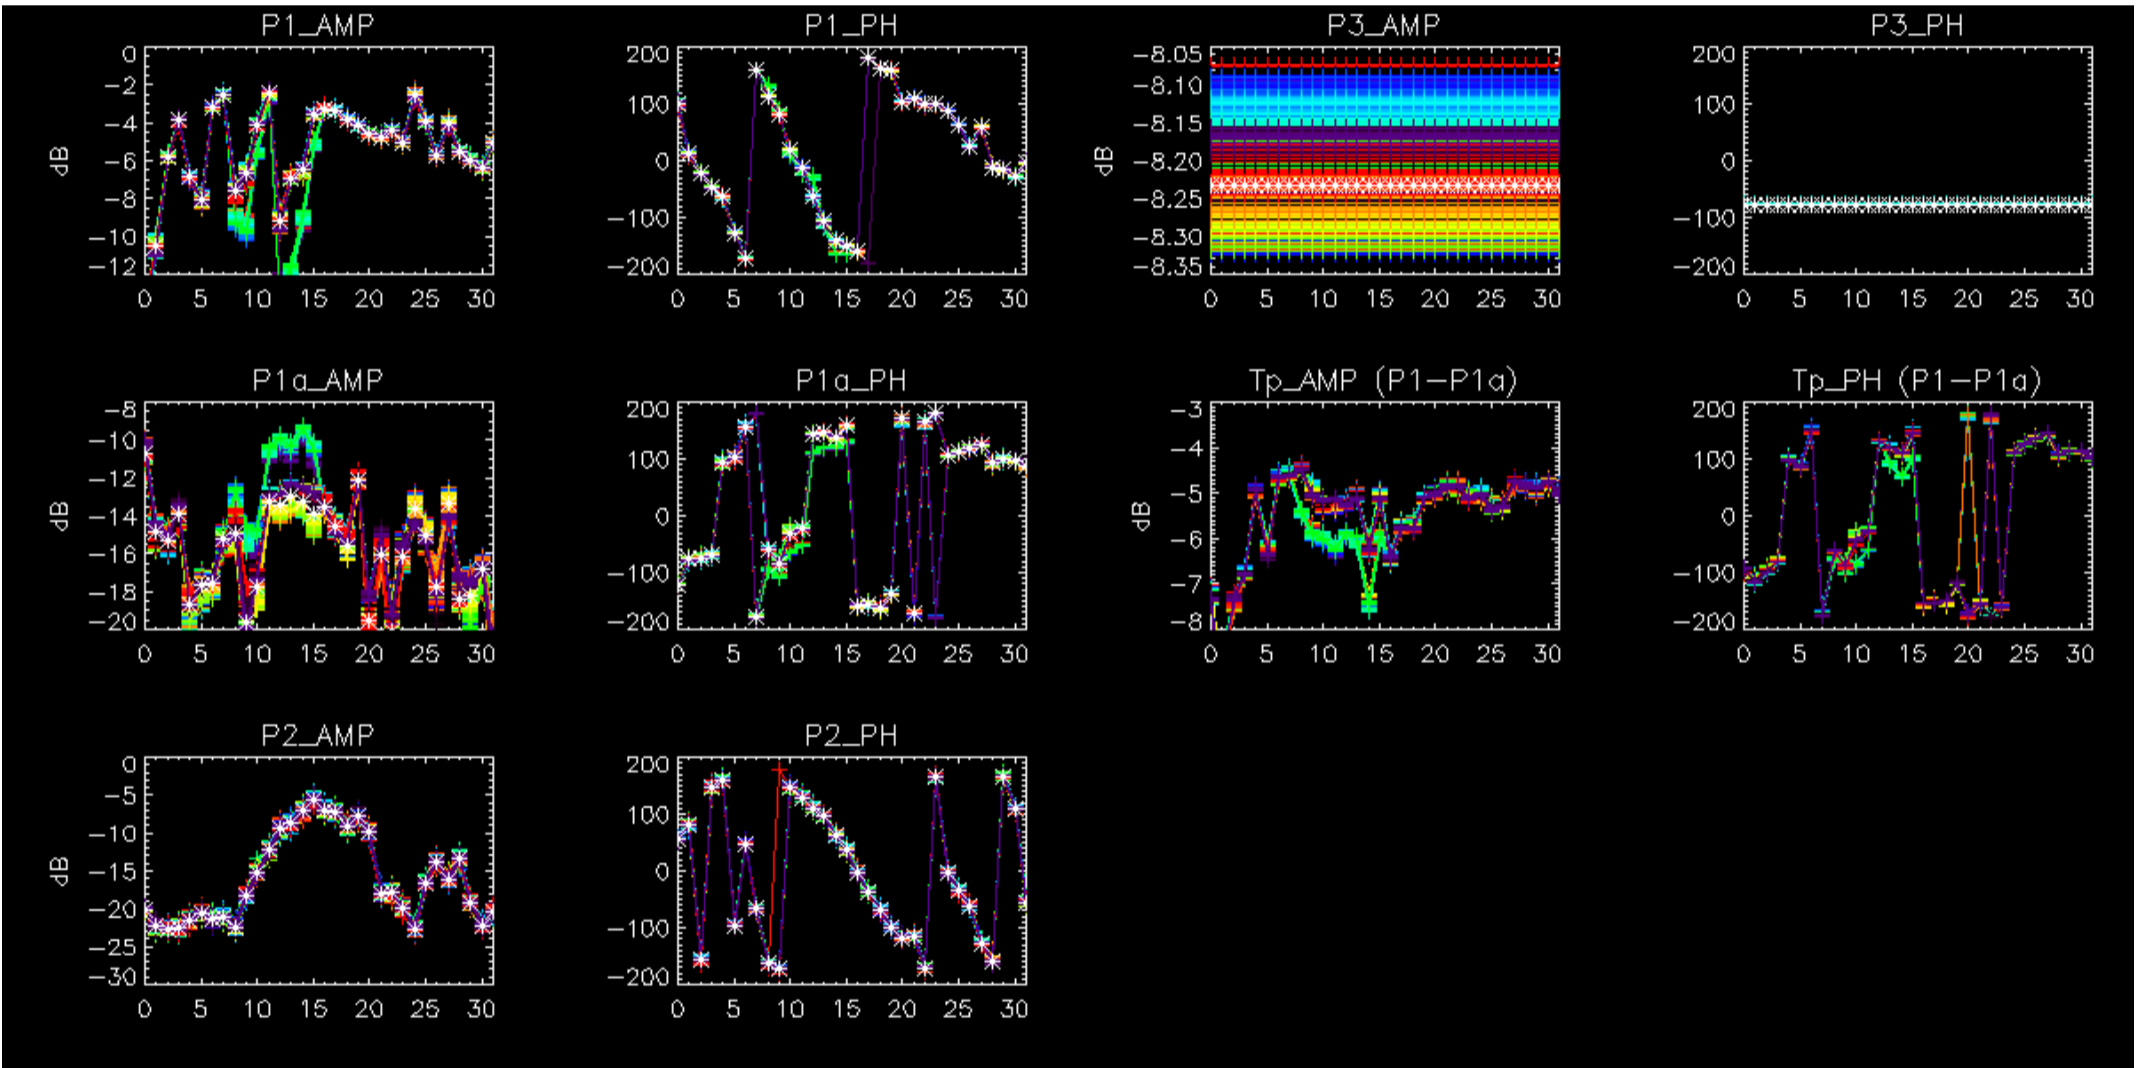 P1_AMP
P1_PH
P3_AMP
P3_PH
dB
0
-2
-4
-6
-8
-10
-12
0 5 10 15 20 25 30
200
100
0
-100
-200
0 5 10 15 20 25 30
dB
-8.05
-8.10
-8.15
-8.20
-8.25
-8.30
-8.35
0 5 10 15 20 25 30
200
100
0
-100
-200
0 5 10 15 20 25 30
P1a_AMP
P1a_PH
Tp_AMP (P1-P1a)
Tp_PH (P1-P1a)
dB
-8
-10
-12
-14
-16
-18
-20
0 5 10 15 20 25 30
200
100
0
-100
-200
0 5 10 15 20 25 30
dB
-3
-4
-5
-6
-7
-8
0 5 10 15 20 25 30
200
100
0
-100
-200
0 5 10 15 20 25 30
P2_AMP
P2_PH
dB
0
-5
-10
-15
-20
-25
-30
0 5 10 15 20 25 30
200
100
0
-100
-200
0 5 10 15 20 25 30